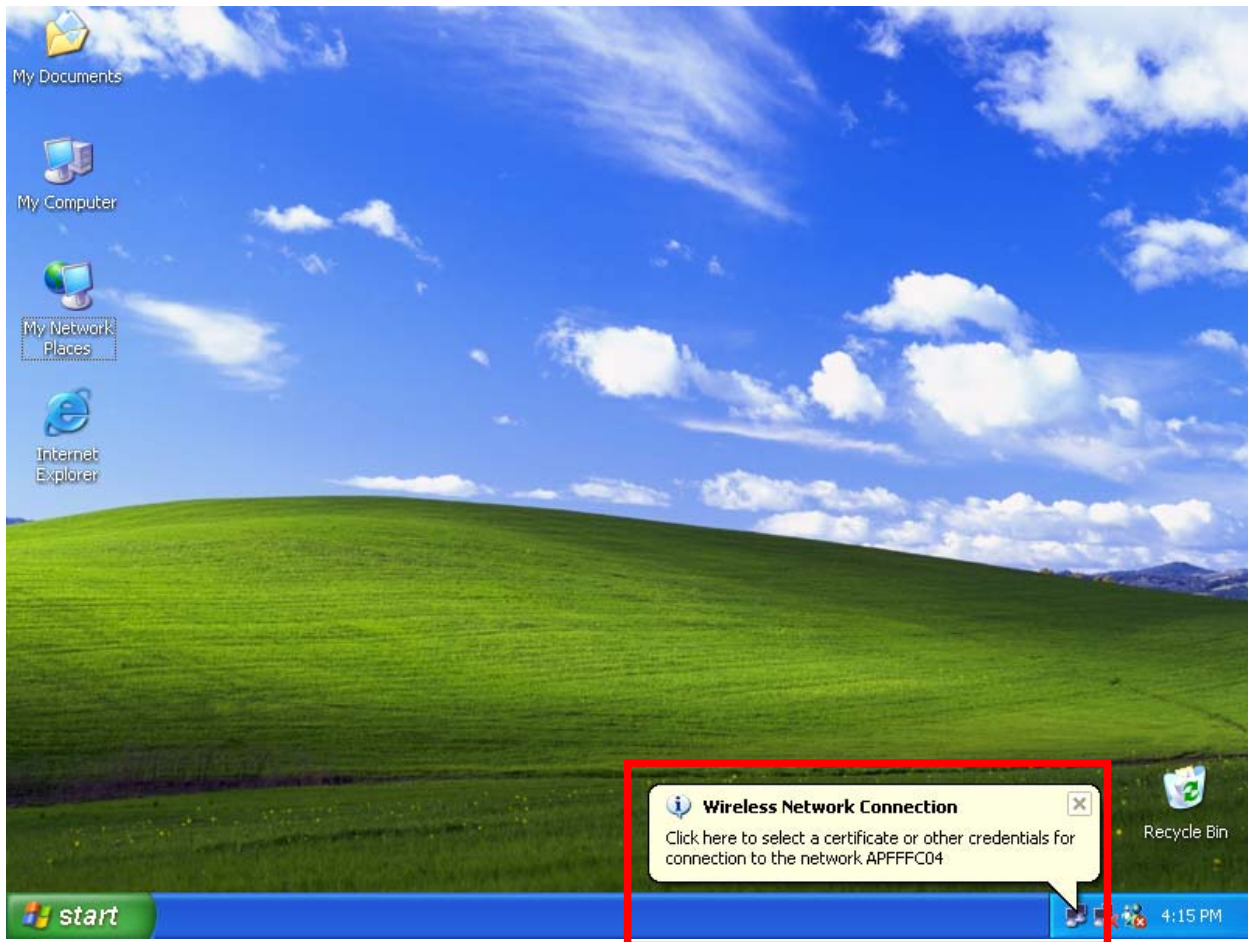 My Documents
My Computer
My Network
Places
Internet
Explorer
Wireless Network Connection
Click here to select a certificate or other credentials for
connection to the network APFFFC04
Recycle Bin
start
4:15 PM